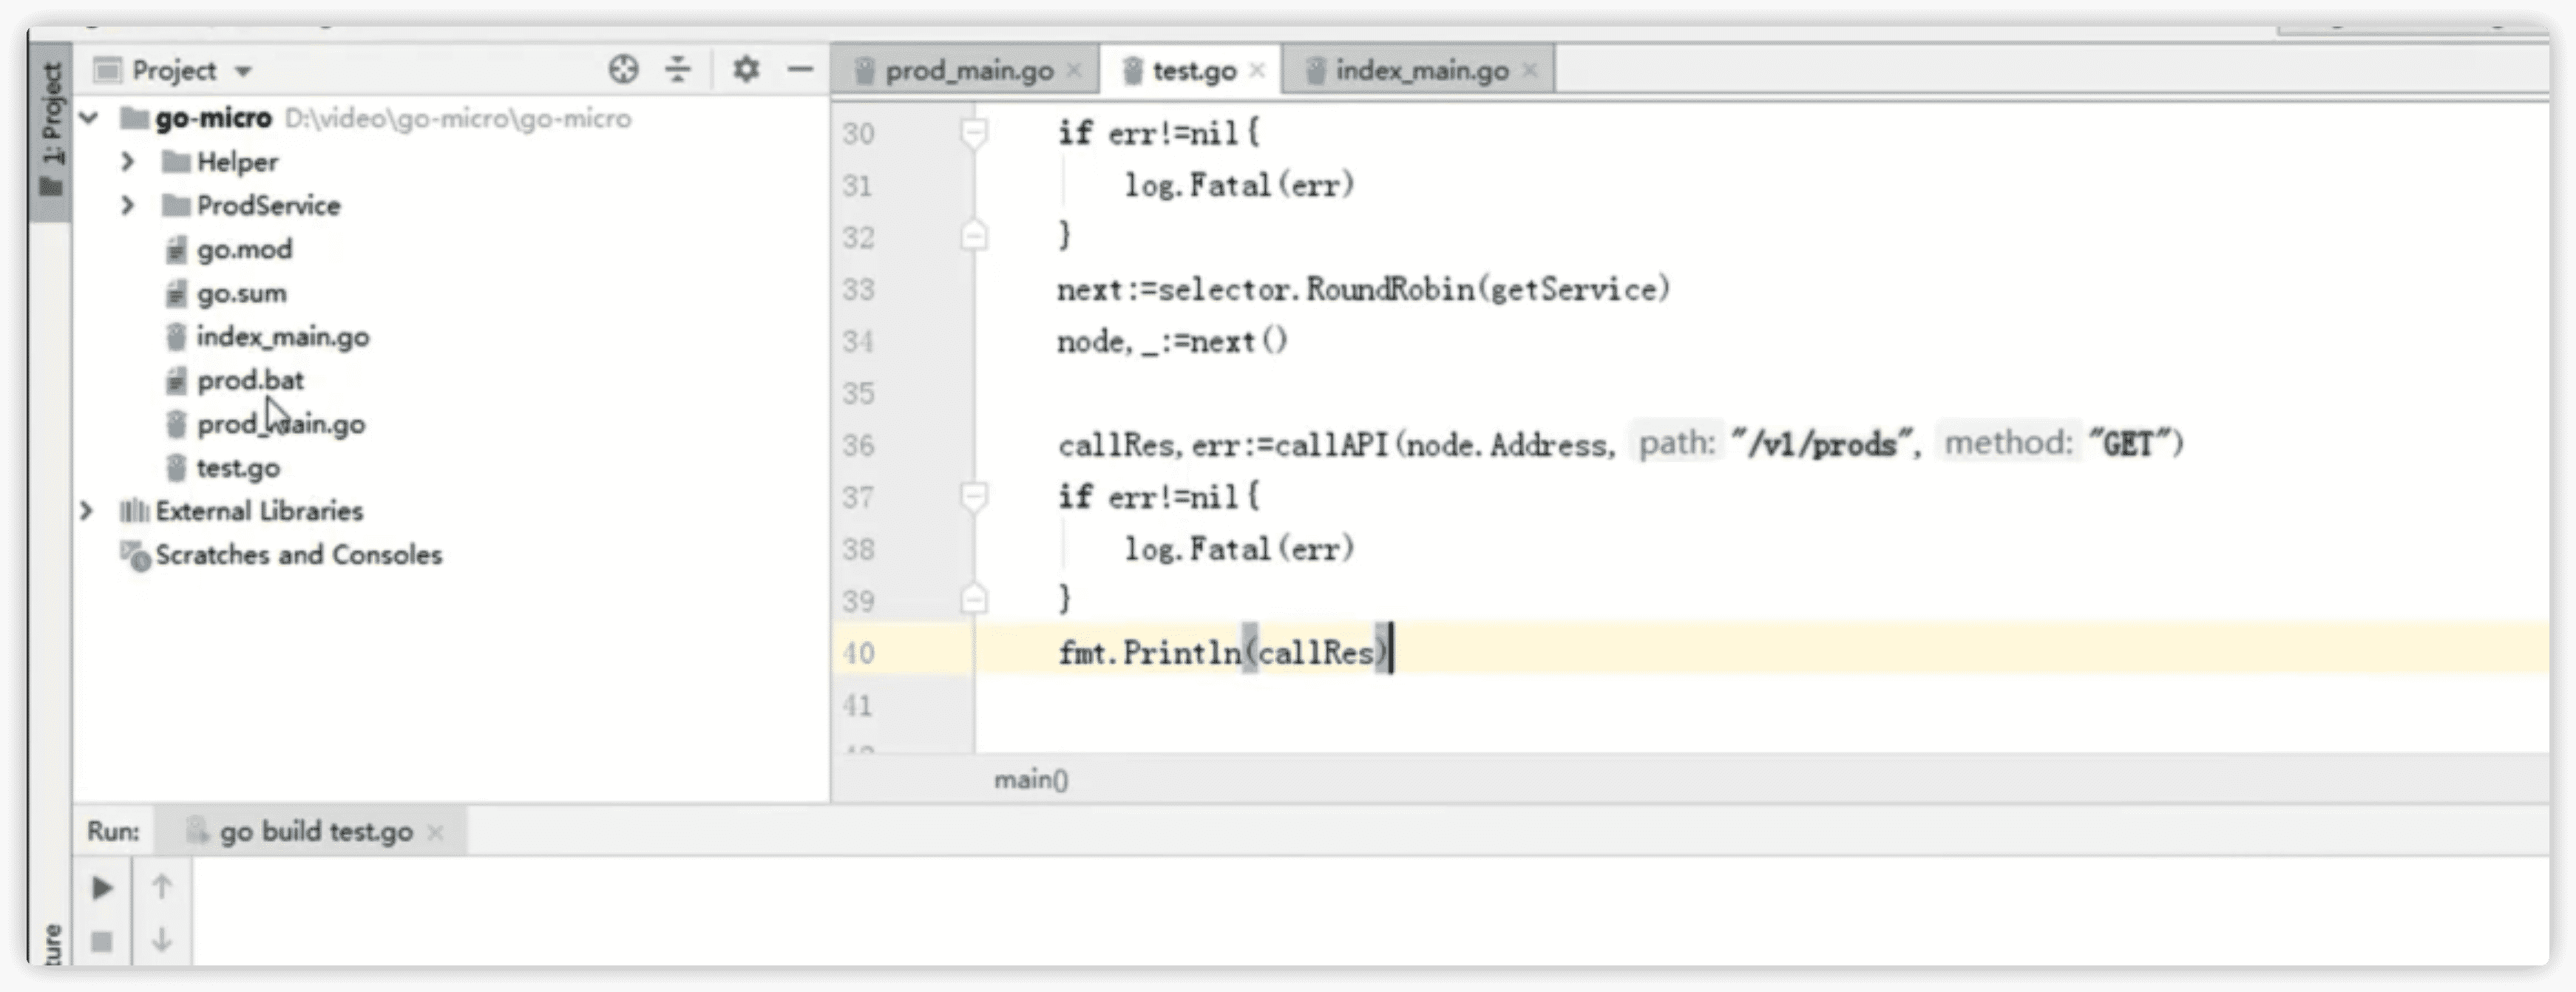 1: Project
Project
go-micro D:\video\go-micro\go-micro
Helper
ProdService
go.mod
go.sum
index_main.go
prod.bat
prod_main.go
test.go
External Libraries
Scratches and Consoles
prod_main.go
test.go
index_main.go
30 if err!=nil{
31 log.Fatal(err)
32 }
33 next:=selector.RoundRobin(getService)
34 node,_:=next()
35
36 callRes,err:=callAPI(node.Address, path: "/v1/prods", method: "GET")
37 if err!=nil{
38 log.Fatal(err)
39 }
40 fmt.Println(callRes)
41
main()
Run: go build test.go